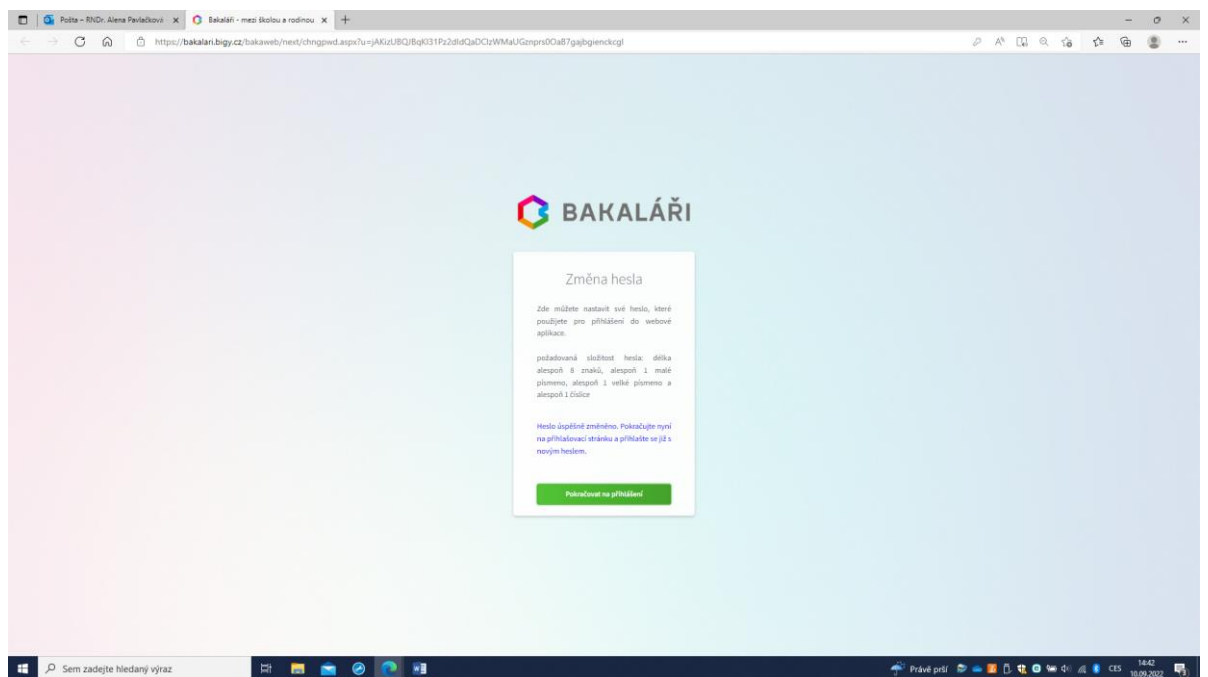 Pošta – RNDr. Alena Pavlačková
Bakaláři - mezi školou a rodinou
https://bakalari.bigy.cz/bakaweb/next/chngpwd.aspx?u=
BAKALÁŘI
Změna hesla
Zde můžete nastavit své heslo, které
použijete pro přihlášení do webové
aplikace.
požadovaná složitost hesla: délka
alespoň 8 znaků, alespoň 1 malé
písmeno, alespoň 1 velké písmeno a
alespoň 1 číslice
Heslo úspěšně změněno. Pokračujte nyní
na přihlašovací stránku a přihlašte se již s
novým heslem.
Pokračovat na přihlášení
Sem zadejte hledaný výraz
Právě prší
CES
14:42
10.09.2022